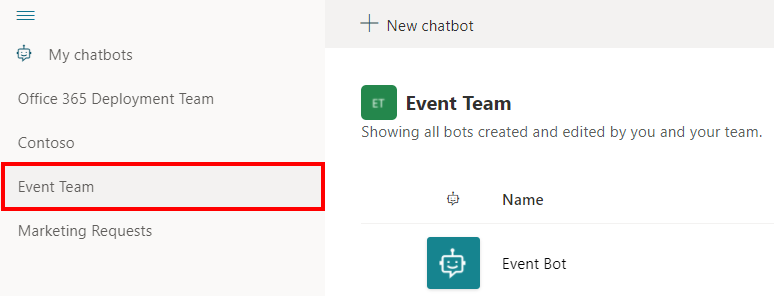 My chatbots
Office 365 Deployment Team
Contoso
Event Team
Marketing Requests
New chatbot
ET
Event Team
Showing all bots created and edited by you and your team.
Name
Event Bot